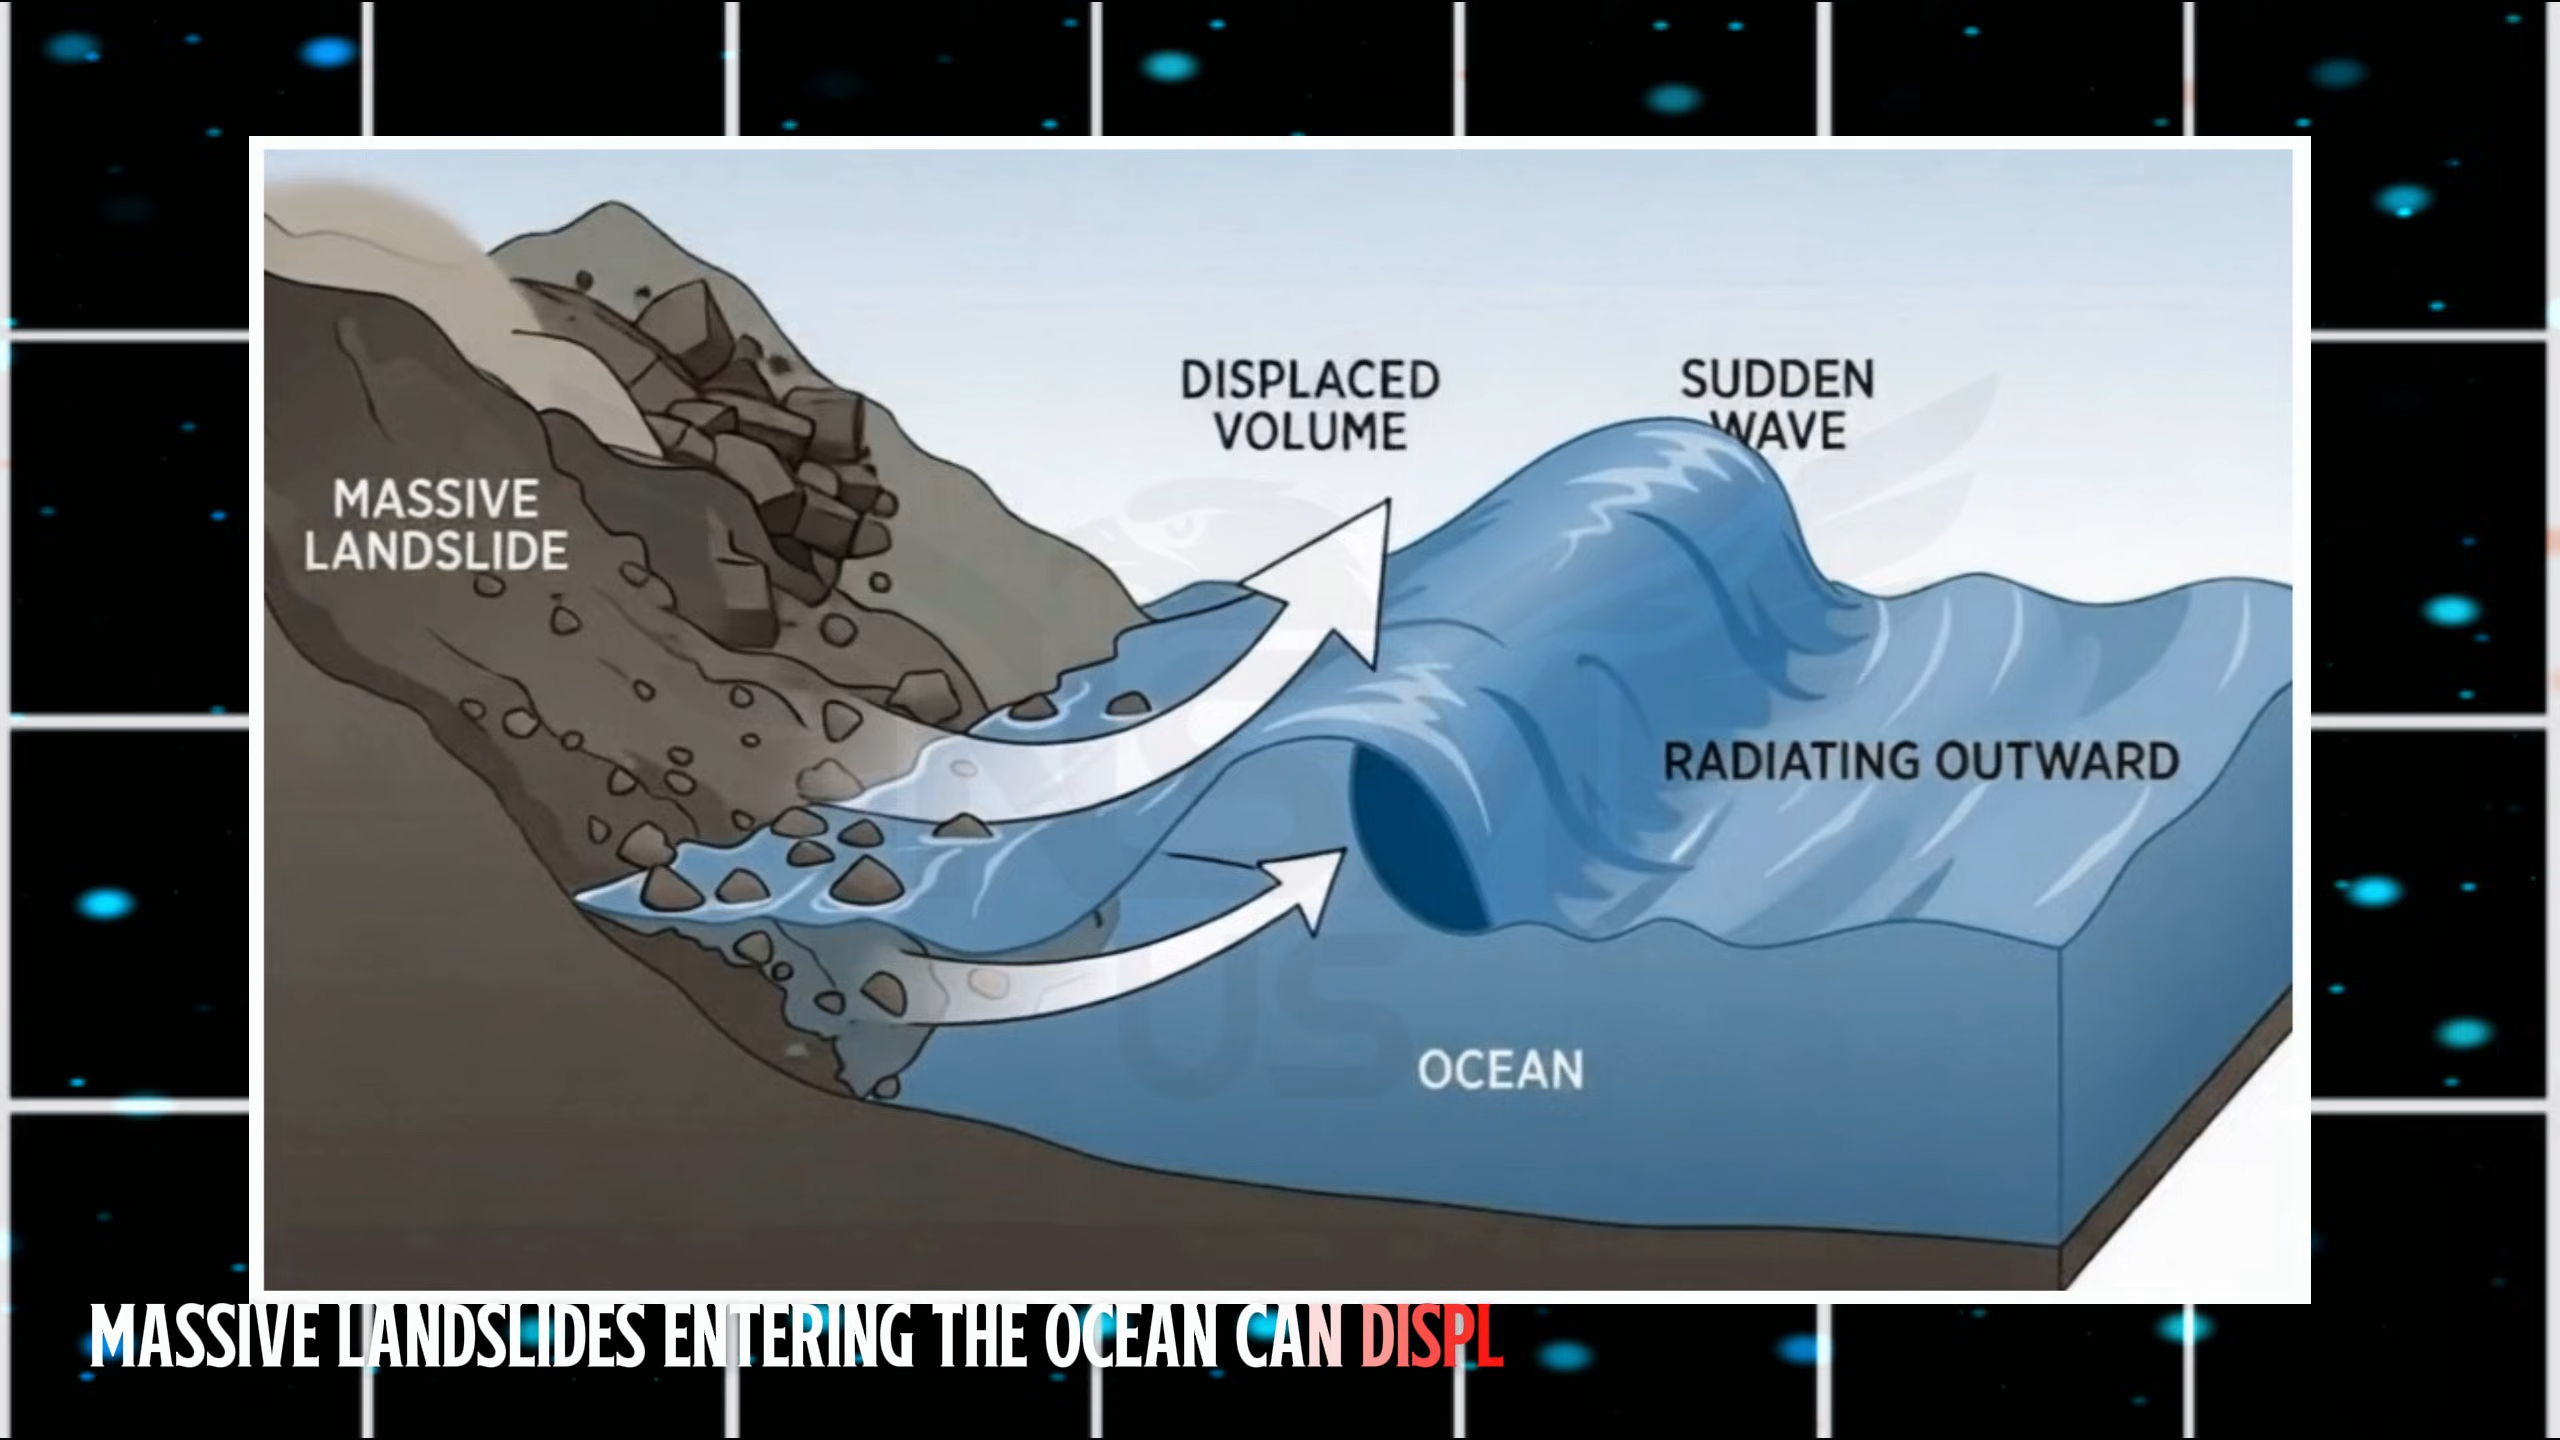 DISPLACED
VOLUME
SUDDEN
WAVE
MASSIVE
LANDSLIDE
RADIATING OUTWARD
OCEAN
MASSIVE LANDSLIDES ENTERING THE OCEAN CAN DISPL